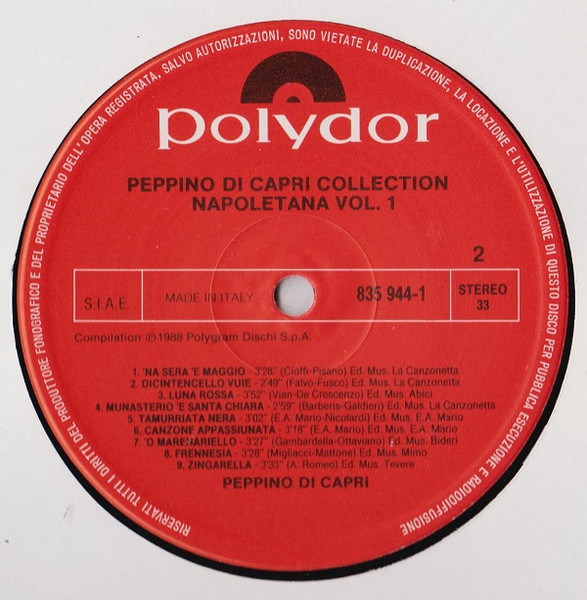 RISERVATI TUTTI I DIRITTI DEL PRODUTTORE FONOGRAFICO E DEL PROPRIETARIO DELL'OPERA REGISTRATA, SALVO AUTORIZZAZIONI, SONO VIETATE LA DUPLICAZIONE, LA LOCAZIONE E L'UTILIZZAZIONE DI QUESTO DISCO PER PUBBLICA ESECUZIONE E RADIODIFFUSIONE
polydor
PEPPINO DI CAPRI COLLECTION
NAPOLETANA VOL. 1
2
S.I.A.E. MADE IN ITALY 835 944-1 STEREO
33
Compilation ℗1988 Polygram Dischi S.p.A.
1. 'NA SERA 'E MAGGIO - 3'28" (Cioffi-Pisano) Ed. Mus. La Canzonetta
2. DICINTENCELLO VUIE - 2'49" (Falvo-Fusco) Ed. Mus. La Canzonetta
3. LUNA ROSSA - 3'52" (Vian-De Crescenzo) Ed. Mus. Abici
4. MUNASTERIO 'E SANTA CHIARA - 2'59" (Barberis-Galdieri) Ed. Mus. La Canzonetta
5. TAMURRIATA NERA - 3'02" (E.A. Mario-Nicolardi) Ed. Mus. E.A. Mario
6. CANZONE APPASSIUNATA - 3'18" (E.A. Mario) Ed. Mus. E.A. Mario
7. 'O MARENARIELLO - 3'27" (Gambardella-Ottaviano) Ed. Mus. Bideri
8. FRENNESIA - 3'28" (Migliacci-Mattone) Ed. Mus. Mimo
9. ZINGARELLA - 3'33" (A. Romeo) Ed. Mus. Tevere
PEPPINO DI CAPRI